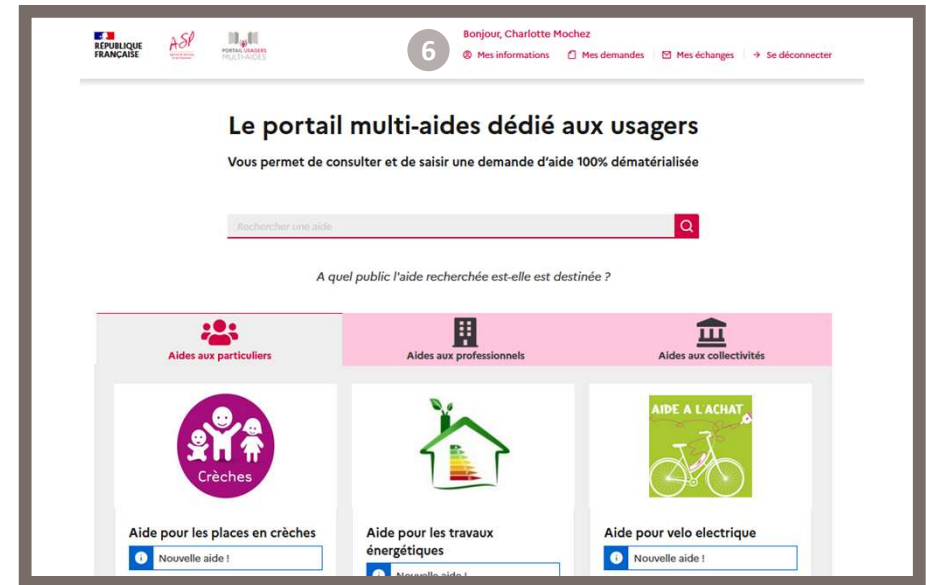 RÉPUBLIQUE
FRANÇAISE
ASP
PORTAIL USAGERS
MULTI-AIDES
6
Bonjour, Charlotte Mochez
Mes informations
Mes demandes
Mes échanges
Se déconnecter
Le portail multi-aides dédié aux usagers
Vous permet de consulter et de saisir une demande d'aide 100% dématérialisée
Rechercher une aide
A quel public l'aide recherchée est-elle est destinée ?
Aides aux particuliers
Aides aux professionnels
Aides aux collectivités
Crèches
AIDE A L'ACHAT
Aide pour les places en crèches
Nouvelle aide !
Aide pour les travaux
énergétiques
Nouvelle aide !
Aide pour velo electrique
Nouvelle aide !